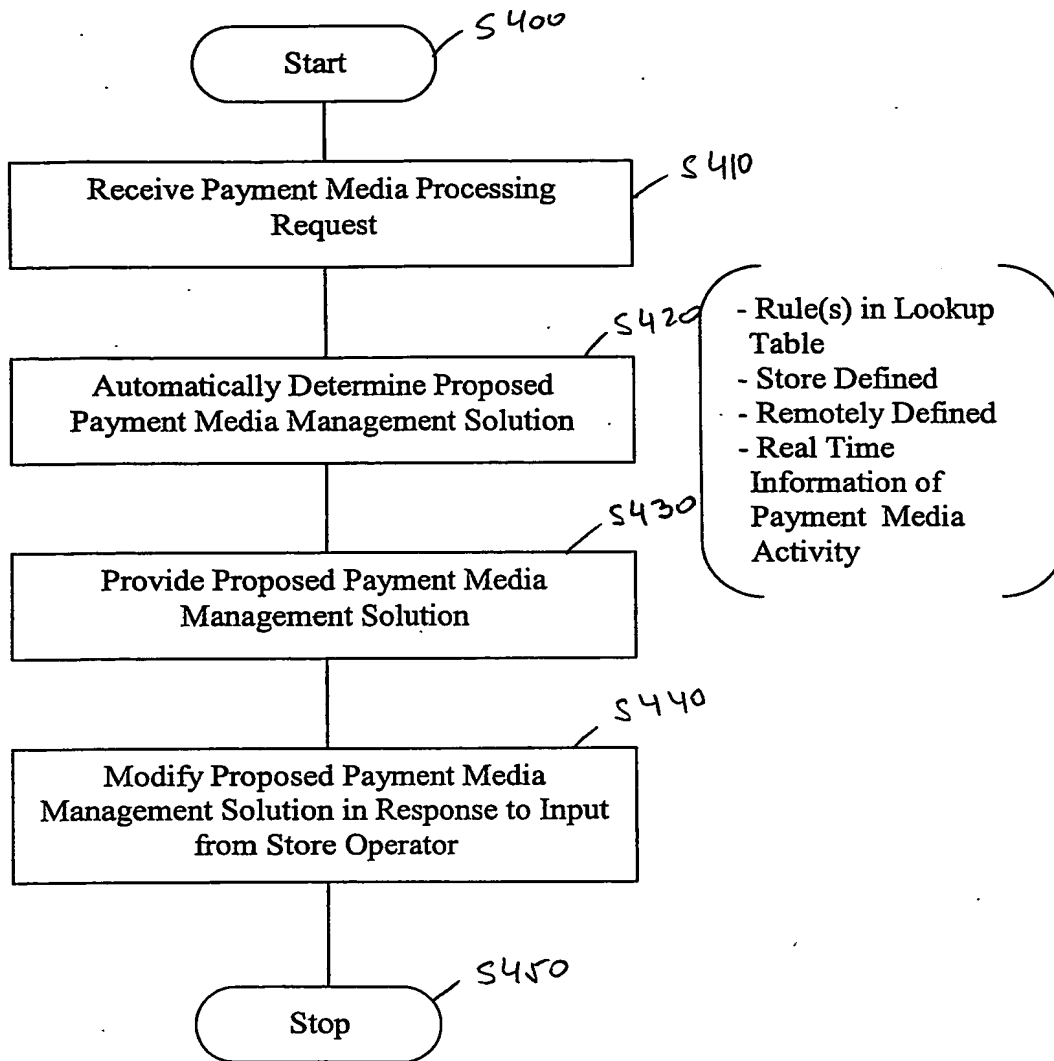 S400
Start
S410
Receive Payment Media Processing
Request
S420
- Rule(s) in Lookup
Table
- Store Defined
- Remotely Defined
- Real Time
Information of
Payment Media
Activity
Automatically Determine Proposed
Payment Media Management Solution
S430
Provide Proposed Payment Media
Management Solution
S440
Modify Proposed Payment Media
Management Solution in Response to Input
from Store Operator
S450
Stop